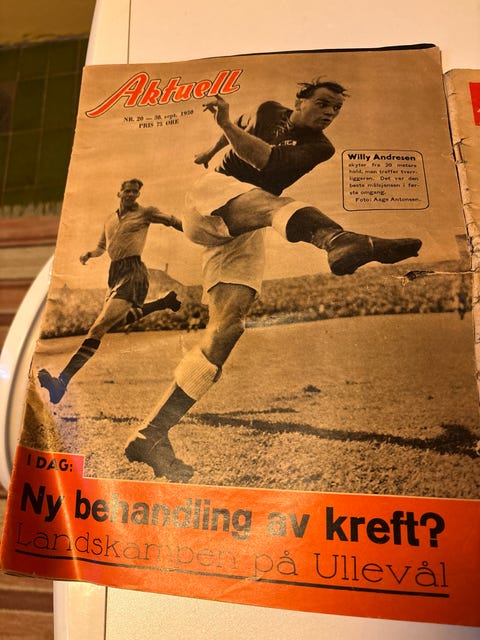 Aktuell
NR. 20 — 30. sept. 1950
PRIS 75 ØRE
Willy Andresen
skyter fra 20 meters
hold, men treffer tverr-
liggeren. Det var den
beste målsjansen i før-
ste omgang.
Foto: Aage Antonsen.
I DAG:
Ny behandling av kreft?
Landskampen på Ullevål